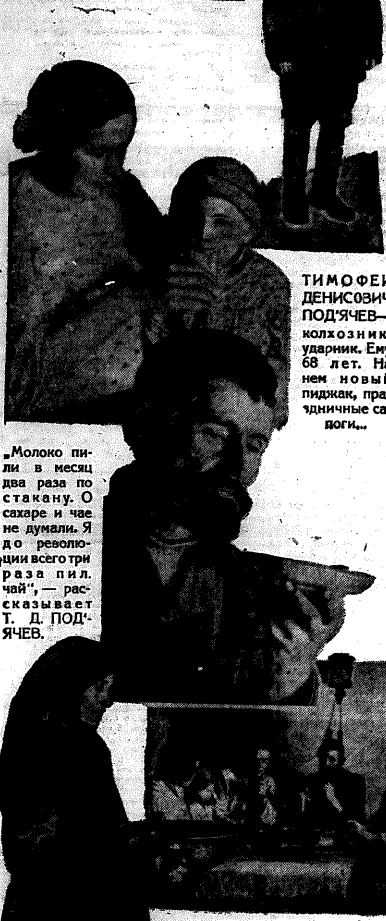 ТИМОФЕЙ
ДЕНИСОВИЧ
ПОД'ЯЧЕВ—
колхозник
ударник. Ему
68 лет. На
нем новый
пиджак, пра
здничные са
поги...
„Молоко пи-
ли в месяц
два раза по
стакану. О
сахаре и чае
не думали. Я
до револю-
ции всего три
раза пил.
чай“, — рас-
сказывает
Т. Д. ПОД'-
ЯЧЕВ.